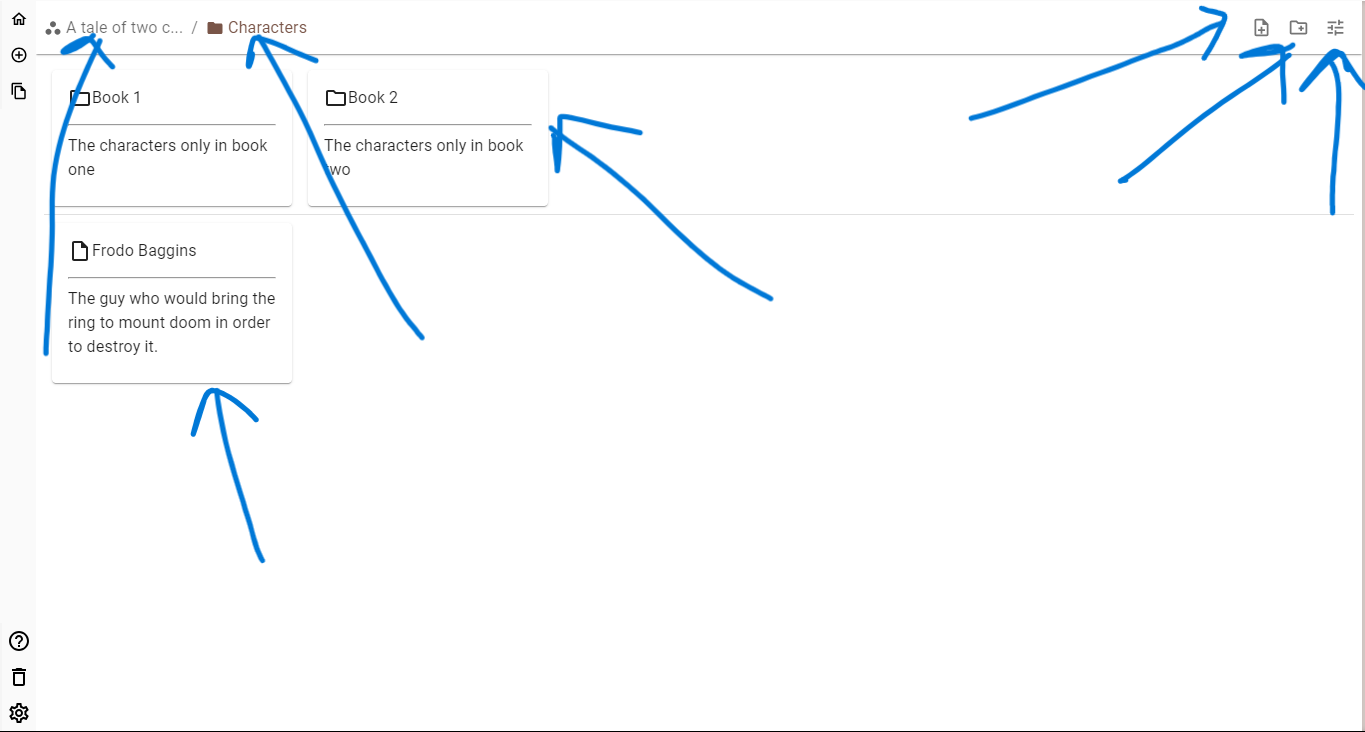 A tale of two c... / Characters
Book 1
The characters only in book
one
Book 2
The characters only in book
two
Frodo Baggins
The guy who would bring the
ring to mount doom in order
to destroy it.